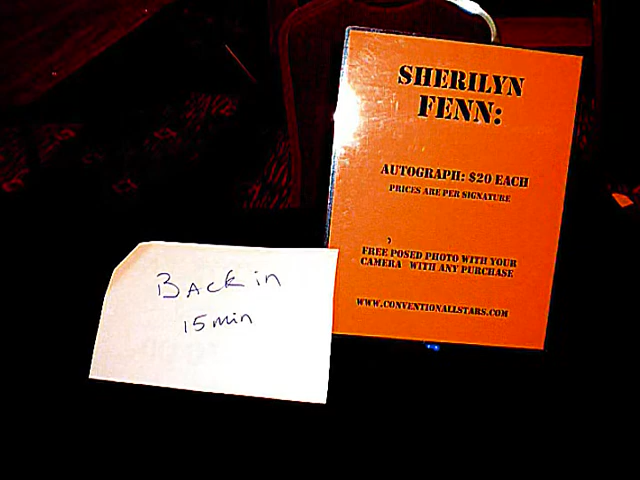 SHERILYN
FENN:
AUTOGRAPH: $20 EACH
PRICES ARE PER SIGNATURE
FREE POSED PHOTO WITH YOUR
CAMERA WITH ANY PURCHASE
WWW.CONVENTIONALLSTARS.COM
BACK in
15 min